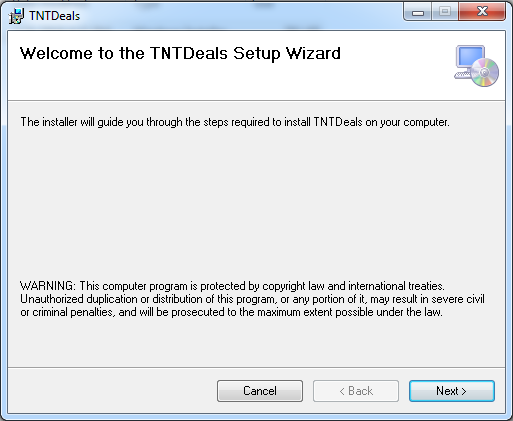 TNTDeals
Welcome to the TNTDeals Setup Wizard
The installer will guide you through the steps required to install TNTDeals on your computer.
WARNING: This computer program is protected by copyright law and international treaties.
Unauthorized duplication or distribution of this program, or any portion of it, may result in severe civil
or criminal penalties, and will be prosecuted to the maximum extent possible under the law.
Cancel
< Back
Next >